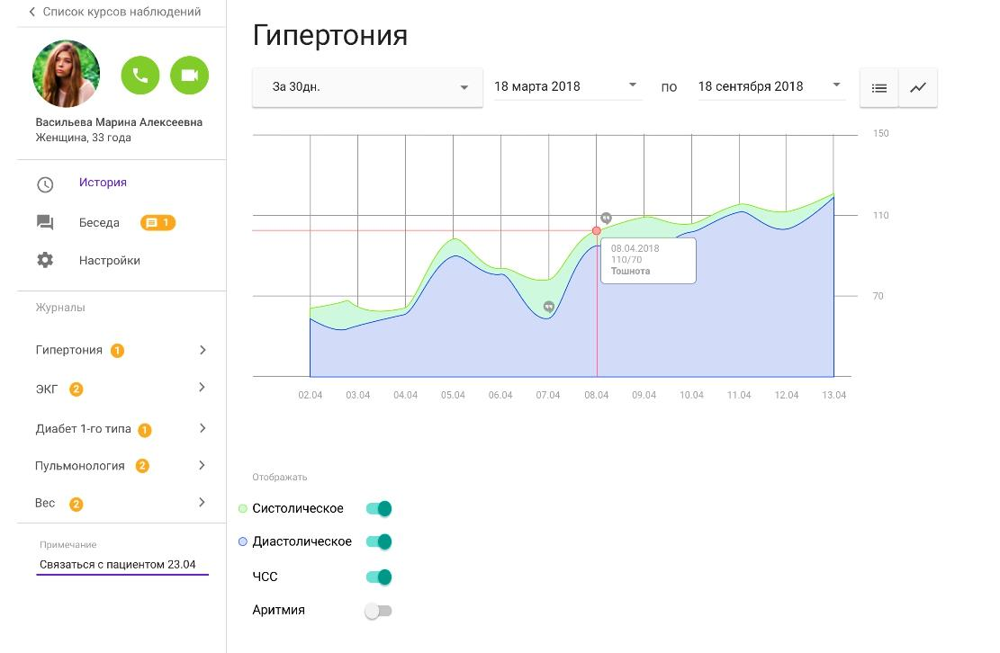 Список курсов наблюдений
Васильева Марина Алексеевна
Женщина, 33 года
История
Беседа 1
Настройки
Журналы
Гипертония 1
ЭКГ 2
Диабет 1-го типа 1
Пульмонология 2
Вес 2
Примечание
Связаться с пациентом 23.04
Гипертония
За 30дн. 18 марта 2018 по 18 сентября 2018
150
110
70
08.04.2018
110/70
Тошнота
02.04 03.04 04.04 05.04 06.04 07.04 08.04 09.04 10.04 11.04 12.04 13.04
Отображать
Систолическое
Диастолическое
ЧСС
Аритмия